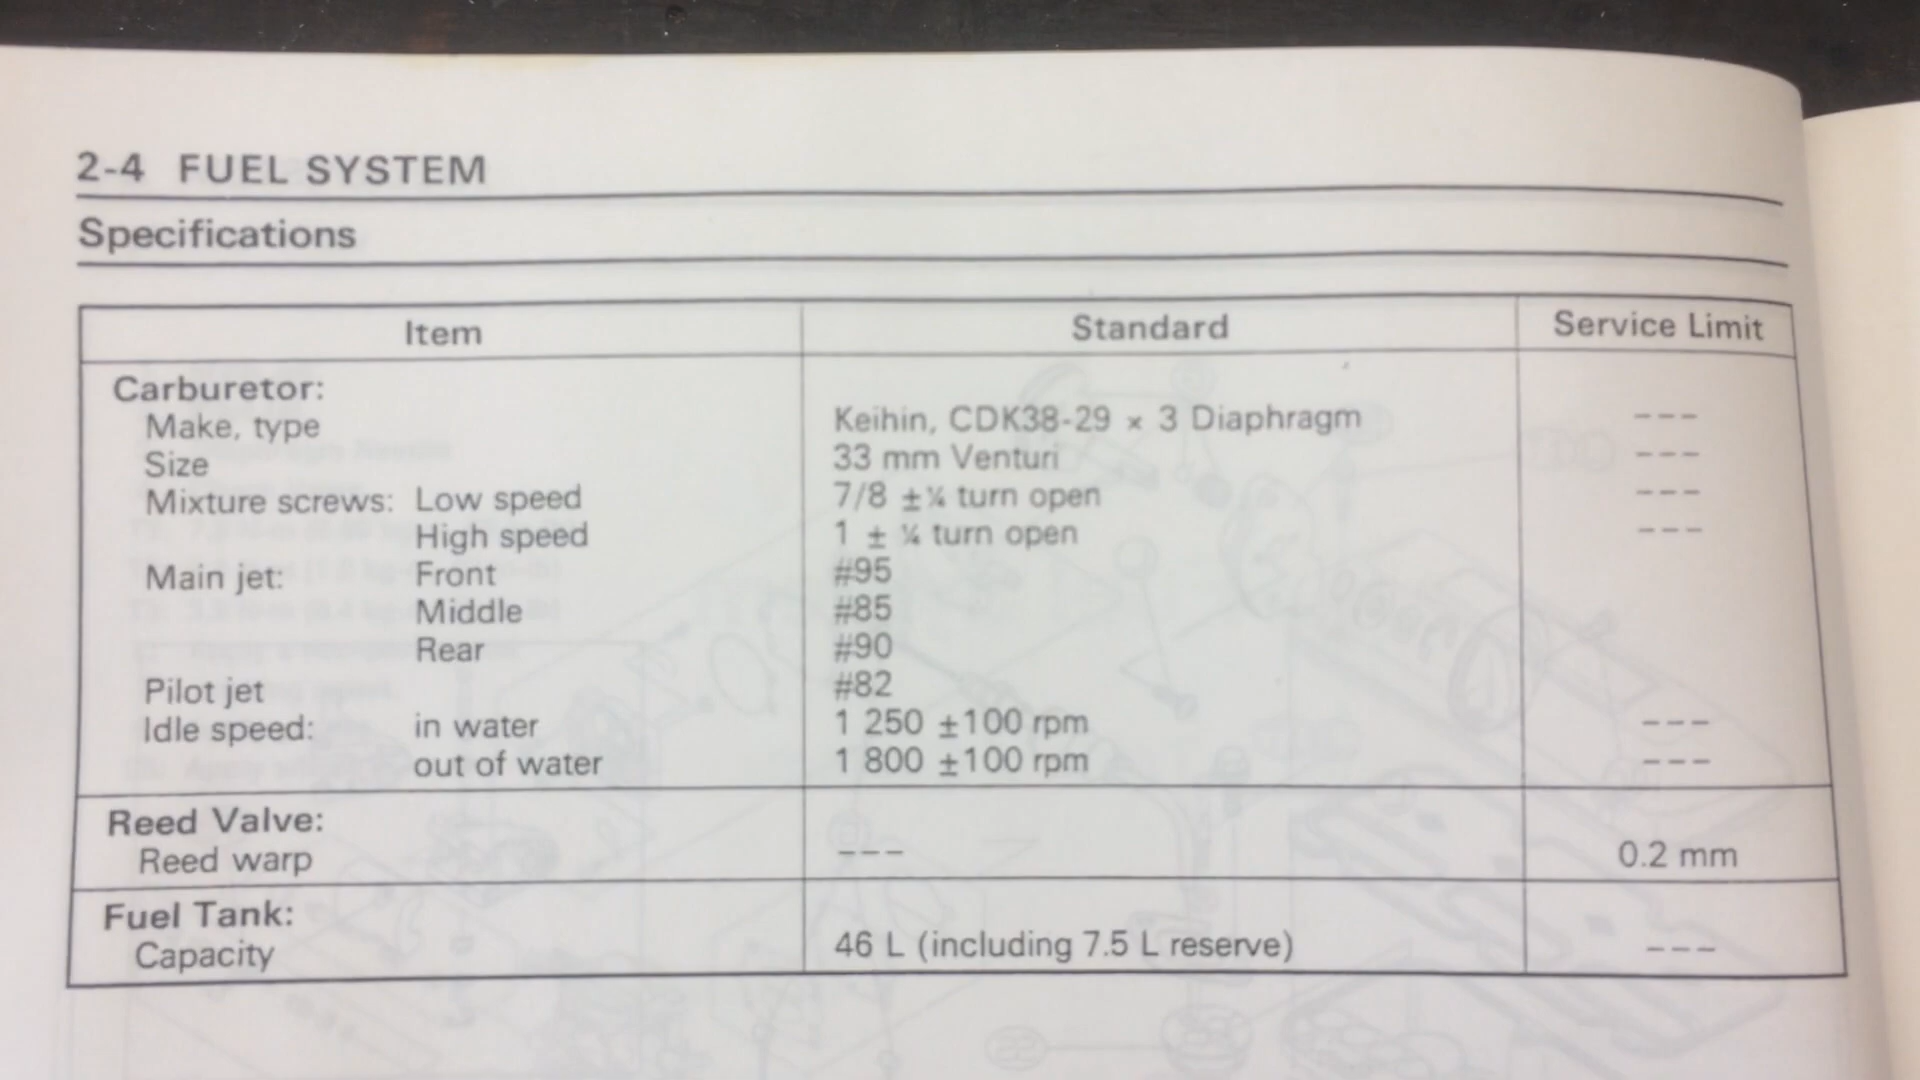 2-4 FUEL SYSTEM
Specifications
Item Standard Service Limit
Carburetor:
Make, type Keihin, CDK38-29 × 3 Diaphragm ---
Size 33 mm Venturi ---
Mixture screws: Low speed 7/8 ±¼ turn open ---
High speed 1 ± ¼ turn open ---
Main jet: Front #95
Middle #85
Rear #90
Pilot jet #82
Idle speed: in water 1 250 ±100 rpm ---
out of water 1 800 ±100 rpm ---
Reed Valve:
Reed warp --- 0.2 mm
Fuel Tank:
Capacity 46 L (including 7.5 L reserve) ---